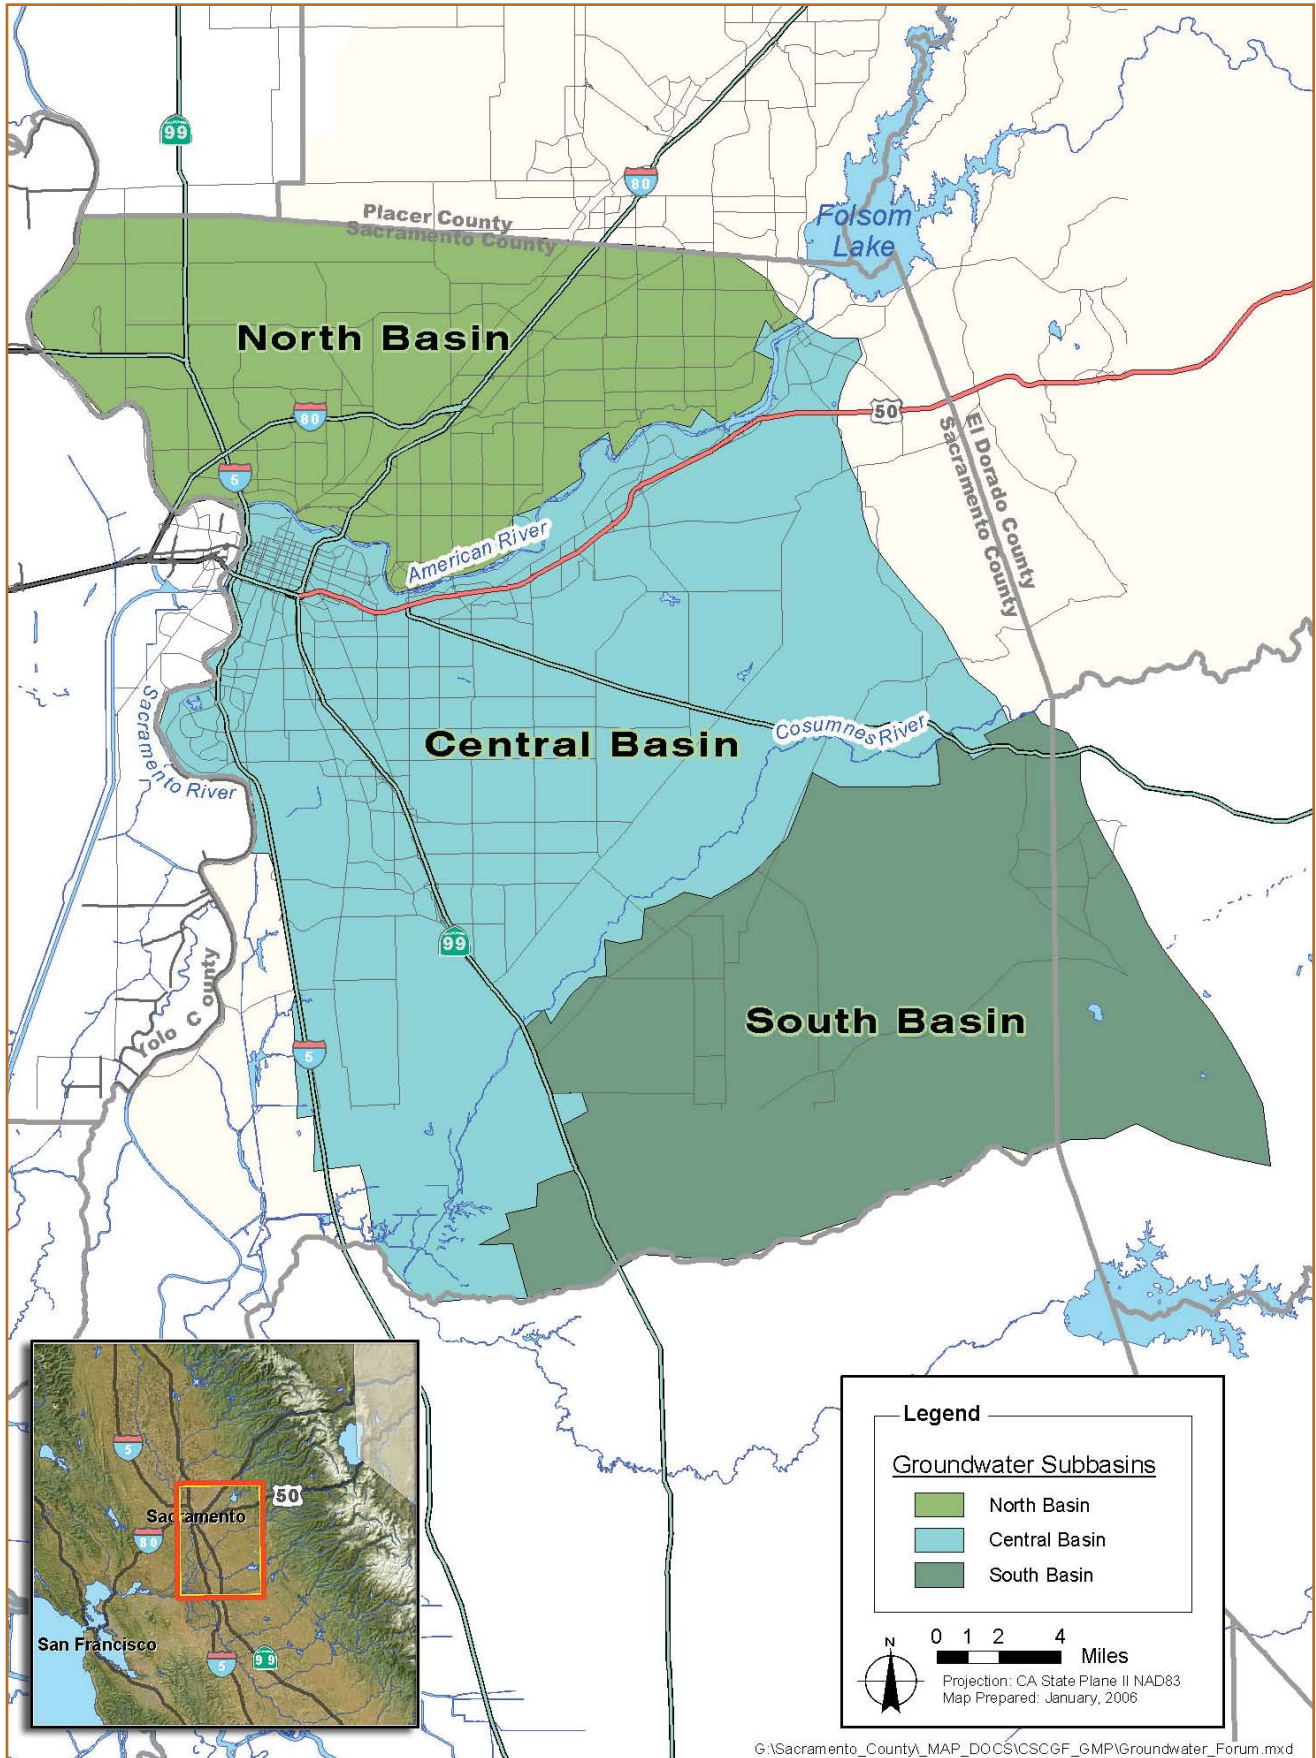 99
80
Placer County
Sacramento County
Folsom
Lake
North Basin
80
50
5
El Dorado County
Sacramento County
American River
Sacramento River
Cosumnes River
Central Basin
99
Yolo C ounty
South Basin
5
5
50
Sacramento
80
San Francisco
5
99
Legend
Groundwater Subbasins
North Basin
Central Basin
South Basin
N
0 1 2 4
Miles
Projection: CA State Plane II NAD83
Map Prepared: January, 2006
G:\Sacramento_County\_MAP_DOCS\CSCGF_GMP\Groundwater_Forum.mxd